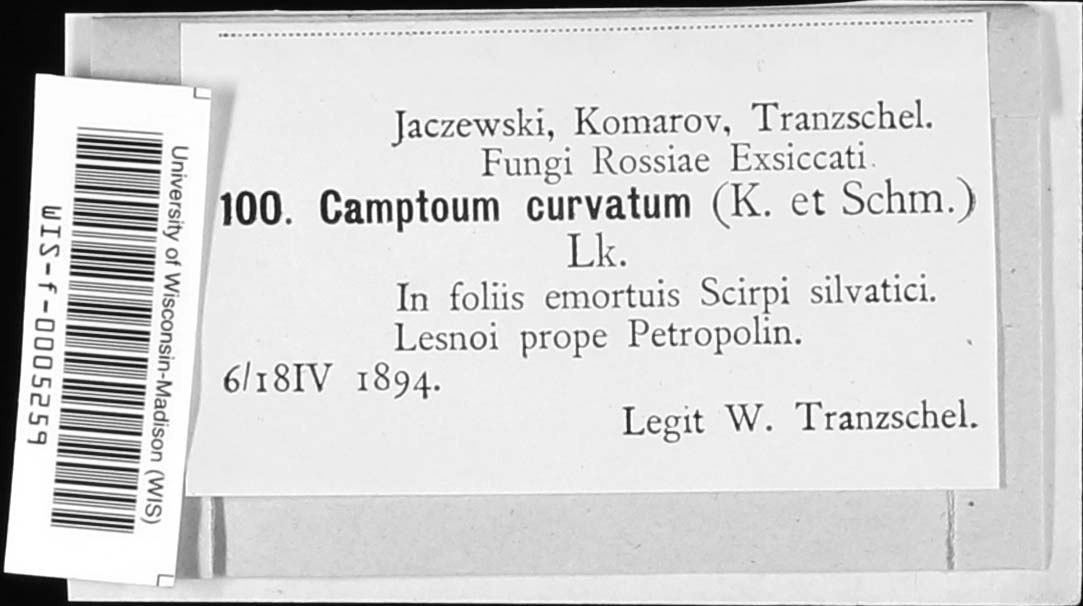 Jaczewski, Komarov, Tranzschel.
Fungi Rossiae Exsiccati.
100. Camptoum curvatum (K. et Schm.)
Lk.
In foliis emortuis Scirpi silvatici.
Lesnoi prope Petropolin.
6/18IV 1894.
Legit W. Tranzschel.
University of Wisconsin-Madison (WIS)
WIS-f-0005259